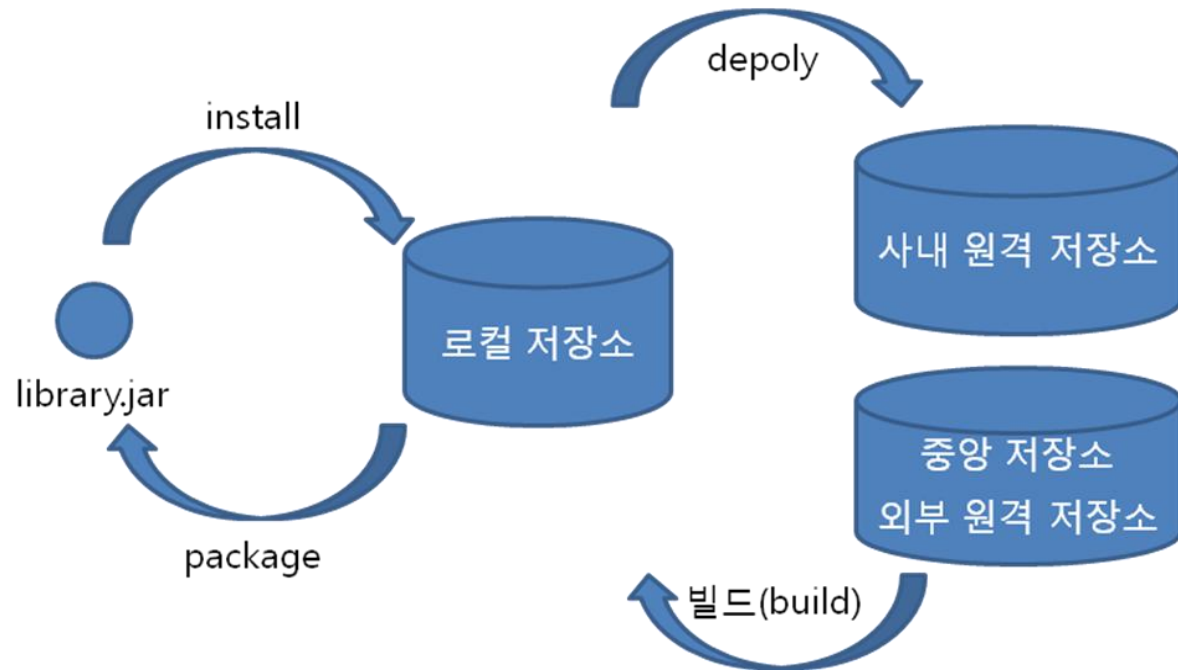 depoly
install
사내 원격 저장소
로컬 저장소
library.jar
중앙 저장소
외부 원격 저장소
package
빌드(build)